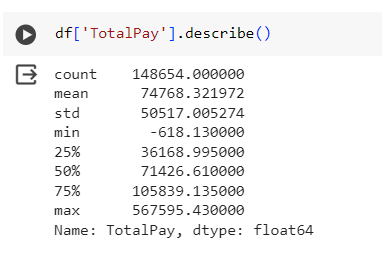 df['TotalPay'].describe()
count    148654.000000
mean      74768.321972
std       50517.005274
min        -618.130000
25%       36168.995000
50%       71426.610000
75%      105839.135000
max      567595.430000
Name: TotalPay, dtype: float64